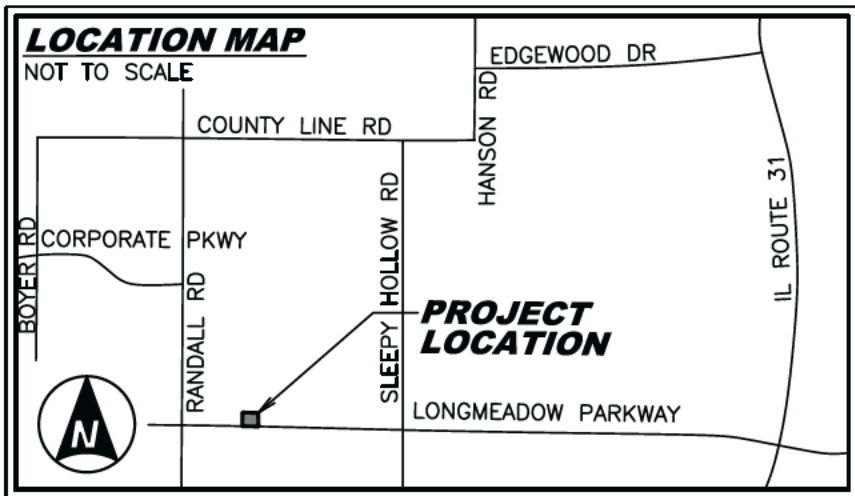 LOCATION MAP
NOT TO SCALE
EDGEWOOD DR
COUNTY LINE RD
HANSON RD
IL ROUTE 31
BOYER RD
CORPORATE PKWY
RANDALL RD
SLEEPY HOLLOW RD
PROJECT
LOCATION
LONGMEADOW PARKWAY
N